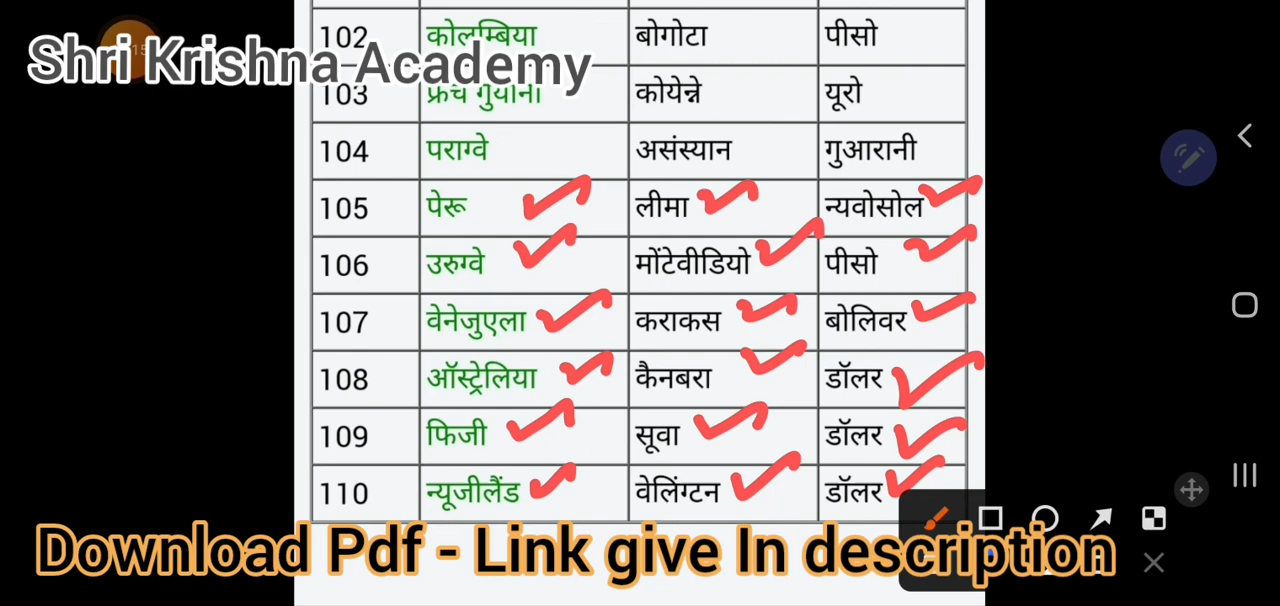 102 कोलम्बिया बोगोटा पीसो
Shri Krishna Academy
103 फ्रेंच गुयाना कोयेन्ने यूरो
104 पराग्वे असंस्यान गुआरानी
105 पेरू लीमा न्यवोसोल
106 उरुग्वे मोंटेवीडियो पीसो
107 वेनेजुएला कराकस बोलिवर
108 ऑस्ट्रेलिया कैनबरा डॉलर
109 फिजी सूवा डॉलर
110 न्यूजीलैंड वेलिंग्टन डॉलर
Download Pdf - Link give In description